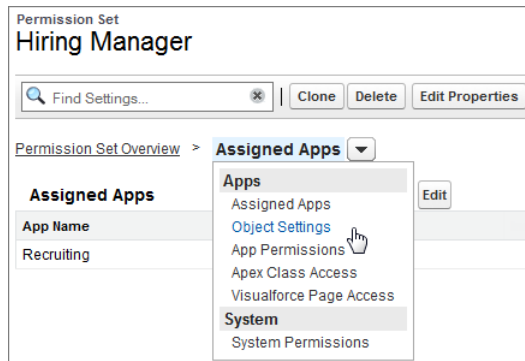 Permission Set
Hiring Manager
Find Settings... Clone Delete Edit Properties
Permission Set Overview > Assigned Apps
Apps
Assigned Apps Edit
Assigned Apps
Object Settings
App Name
App Permissions
Recruiting
Apex Class Access
Visualforce Page Access
System
System Permissions